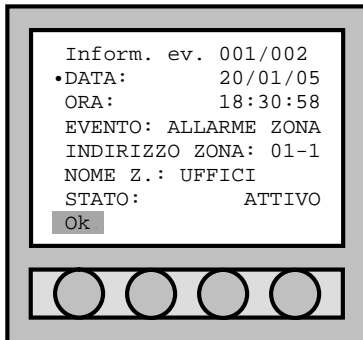 Inform. ev. 001/002
•DATA: 20/01/05
ORA: 18:30:58
EVENTO: ALLARME ZONA
INDIRIZZO ZONA: 01-1
NOME Z.: UFFICI
STATO: ATTIVO
Ok